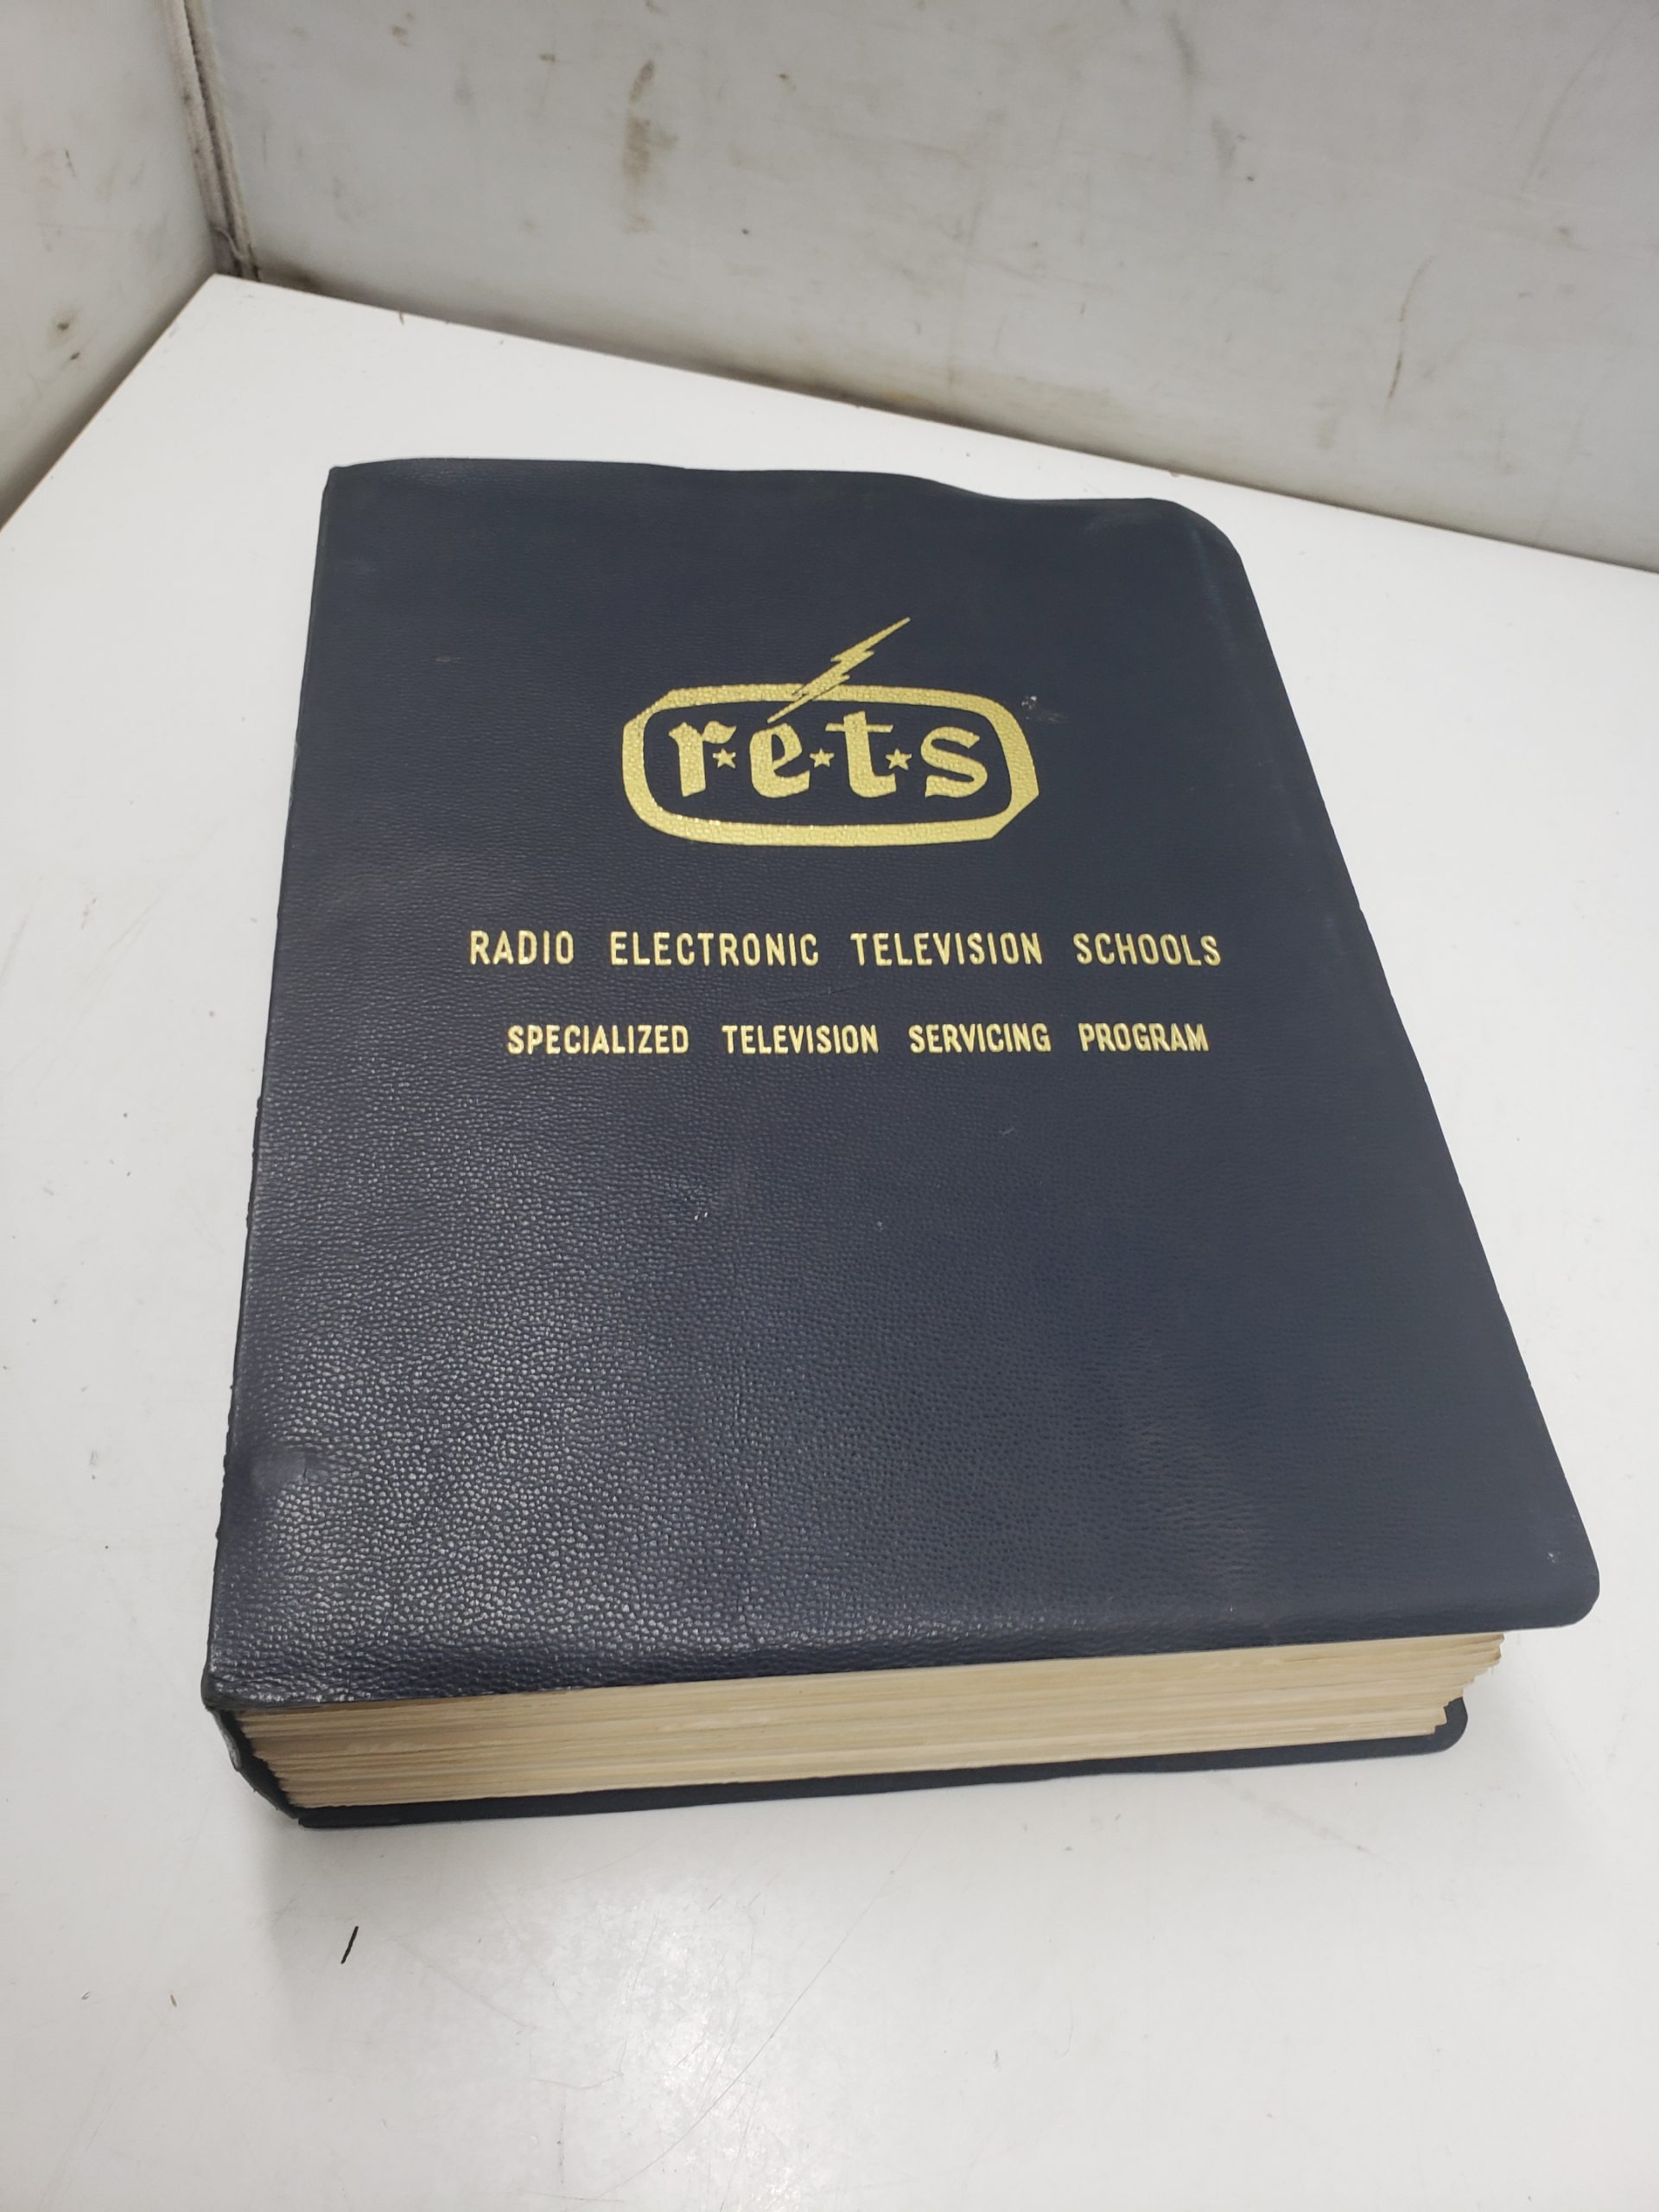 r★e★t★s
RADIO ELECTRONIC TELEVISION SCHOOLS
SPECIALIZED TELEVISION SERVICING PROGRAM